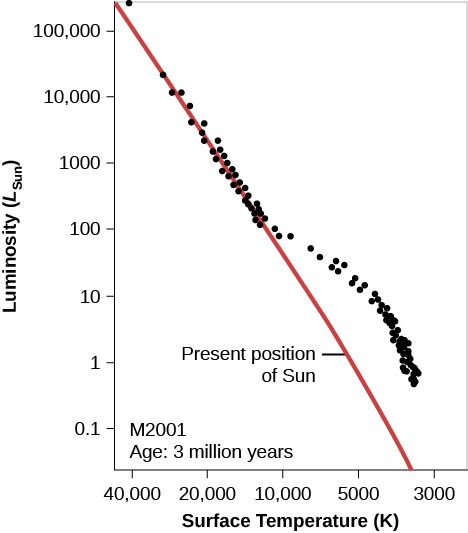 100,000
10,000
1000
100
10
1
0.1
Luminosity (LSun)
Present position
of Sun
M2001
Age: 3 million years
40,000 20,000 10,000 5000 3000
Surface Temperature (K)